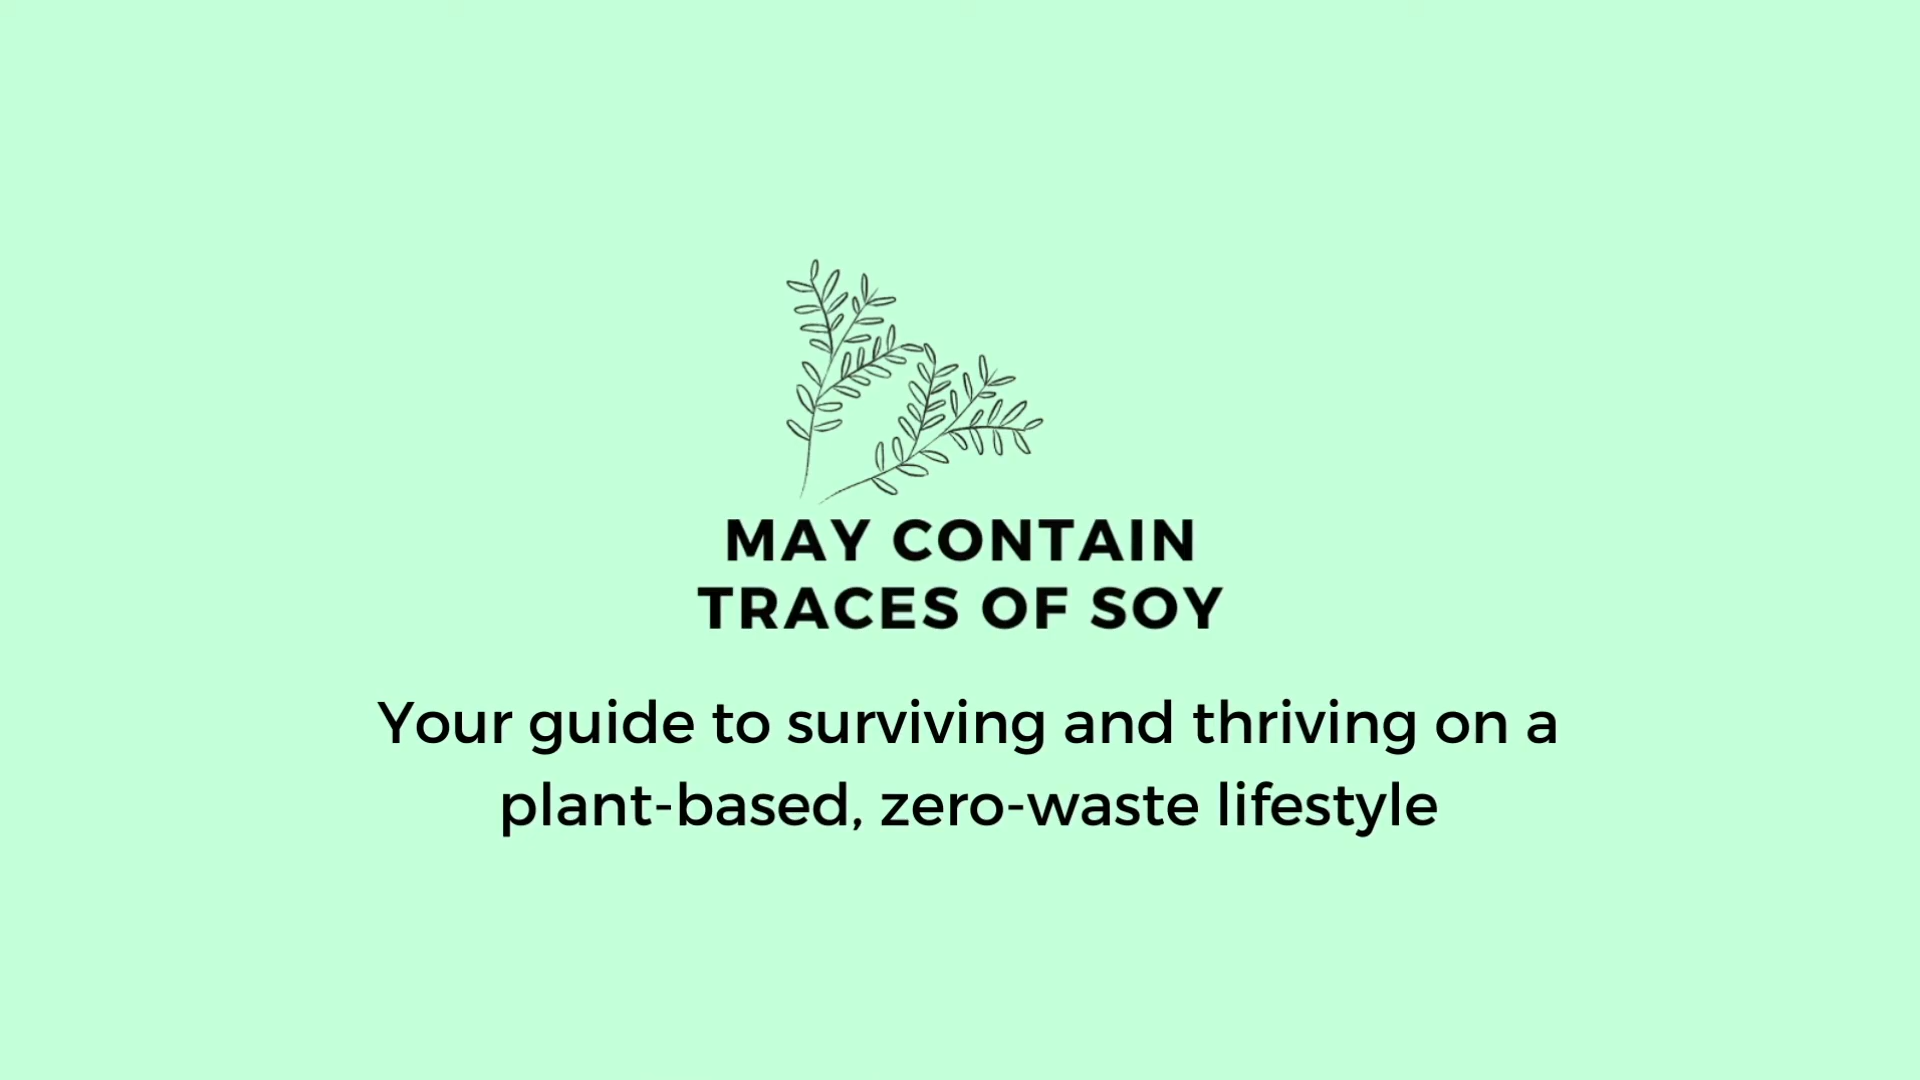 MAY CONTAIN
TRACES OF SOY
Your guide to surviving and thriving on a
plant-based, zero-waste lifestyle